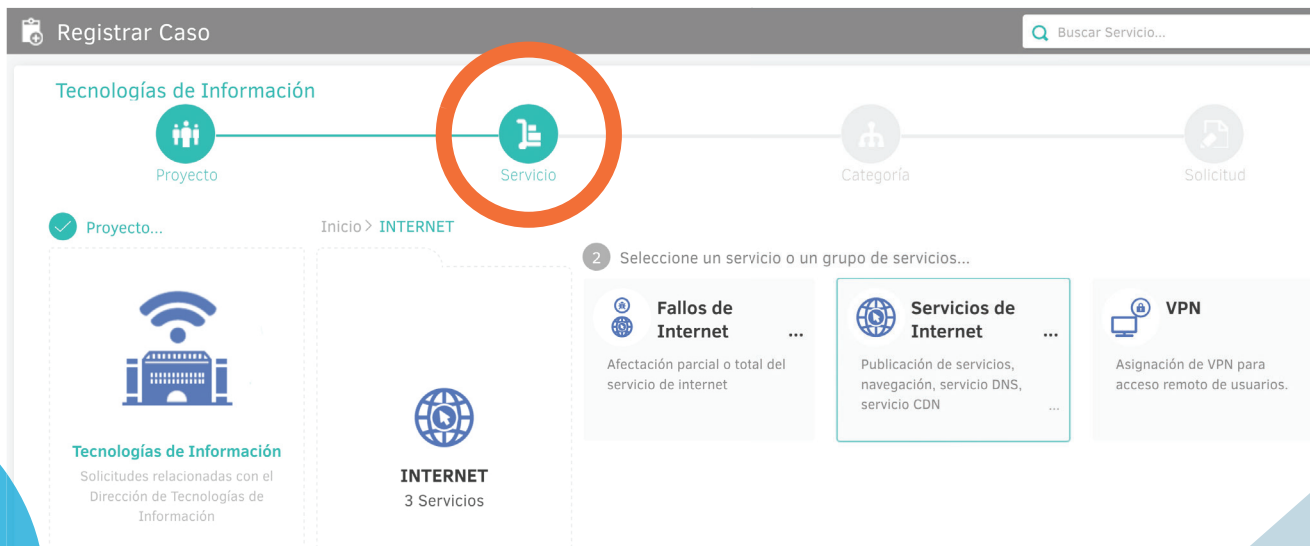 Registrar Caso
Buscar Servicio...
Tecnologías de Información
Proyecto
Servicio
Categoría
Solicitud
Proyecto...
Inicio > INTERNET
2 Seleccione un servicio o un grupo de servicios...
Tecnologías de Información
Solicitudes relacionadas con el
Dirección de Tecnologías de
Información
INTERNET
3 Servicios
Fallos de
Internet ...
Afectación parcial o total del
servicio de internet
Servicios de
Internet ...
Publicación de servicios,
navegación, servicio DNS,
servicio CDN ...
VPN
Asignación de VPN para
acceso remoto de usuarios.